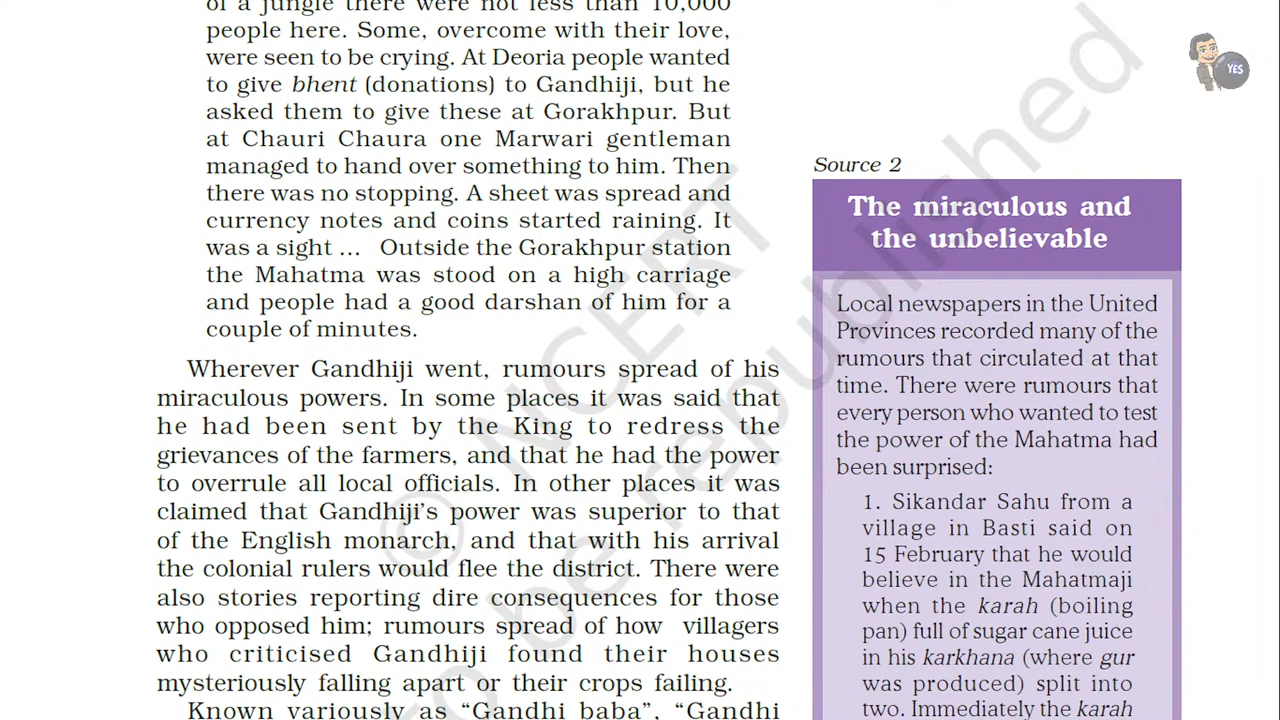 of a jungle there were not less than 10,000
people here. Some, overcome with their love,
were seen to be crying. At Deoria people wanted
to give bhent (donations) to Gandhiji, but he
asked them to give these at Gorakhpur. But
at Chauri Chaura one Marwari gentleman
managed to hand over something to him. Then
there was no stopping. A sheet was spread and
currency notes and coins started raining. It
was a sight ... Outside the Gorakhpur station
the Mahatma was stood on a high carriage
and people had a good darshan of him for a
couple of minutes.
Wherever Gandhiji went, rumours spread of his
miraculous powers. In some places it was said that
he had been sent by the King to redress the
grievances of the farmers, and that he had the power
to overrule all local officials. In other places it was
claimed that Gandhiji's power was superior to that
of the English monarch, and that with his arrival
the colonial rulers would flee the district. There were
also stories reporting dire consequences for those
who opposed him; rumours spread of how villagers
who criticised Gandhiji found their houses
mysteriously falling apart or their crops failing.
Known variously as “Gandhi baba”, “Gandhi
Source 2
The miraculous and
the unbelievable
Local newspapers in the United
Provinces recorded many of the
rumours that circulated at that
time. There were rumours that
every person who wanted to test
the power of the Mahatma had
been surprised:
1. Sikandar Sahu from a
village in Basti said on
15 February that he would
believe in the Mahatmaji
when the karah (boiling
pan) full of sugar cane juice
in his karkhana (where gur
was produced) split into
two. Immediately the karah
YES
© NCERT
to be republished